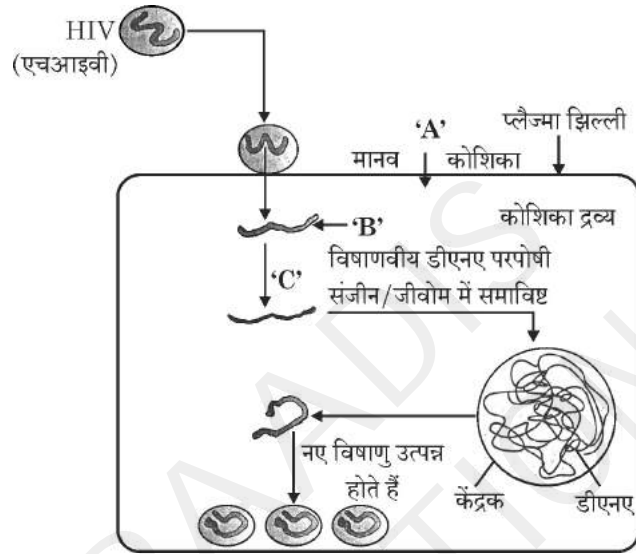 HIV
(एचआइवी)
'A'
प्लैज्मा झिल्ली
मानव कोशिका
कोशिका द्रव्य
'B'
'C'
विषाणवीय डीएनए परपोषी
संजीन/जीवोम में समाविष्ट
नए विषाणु उत्पन्न
होते हैं
केंद्रक
डीएनए